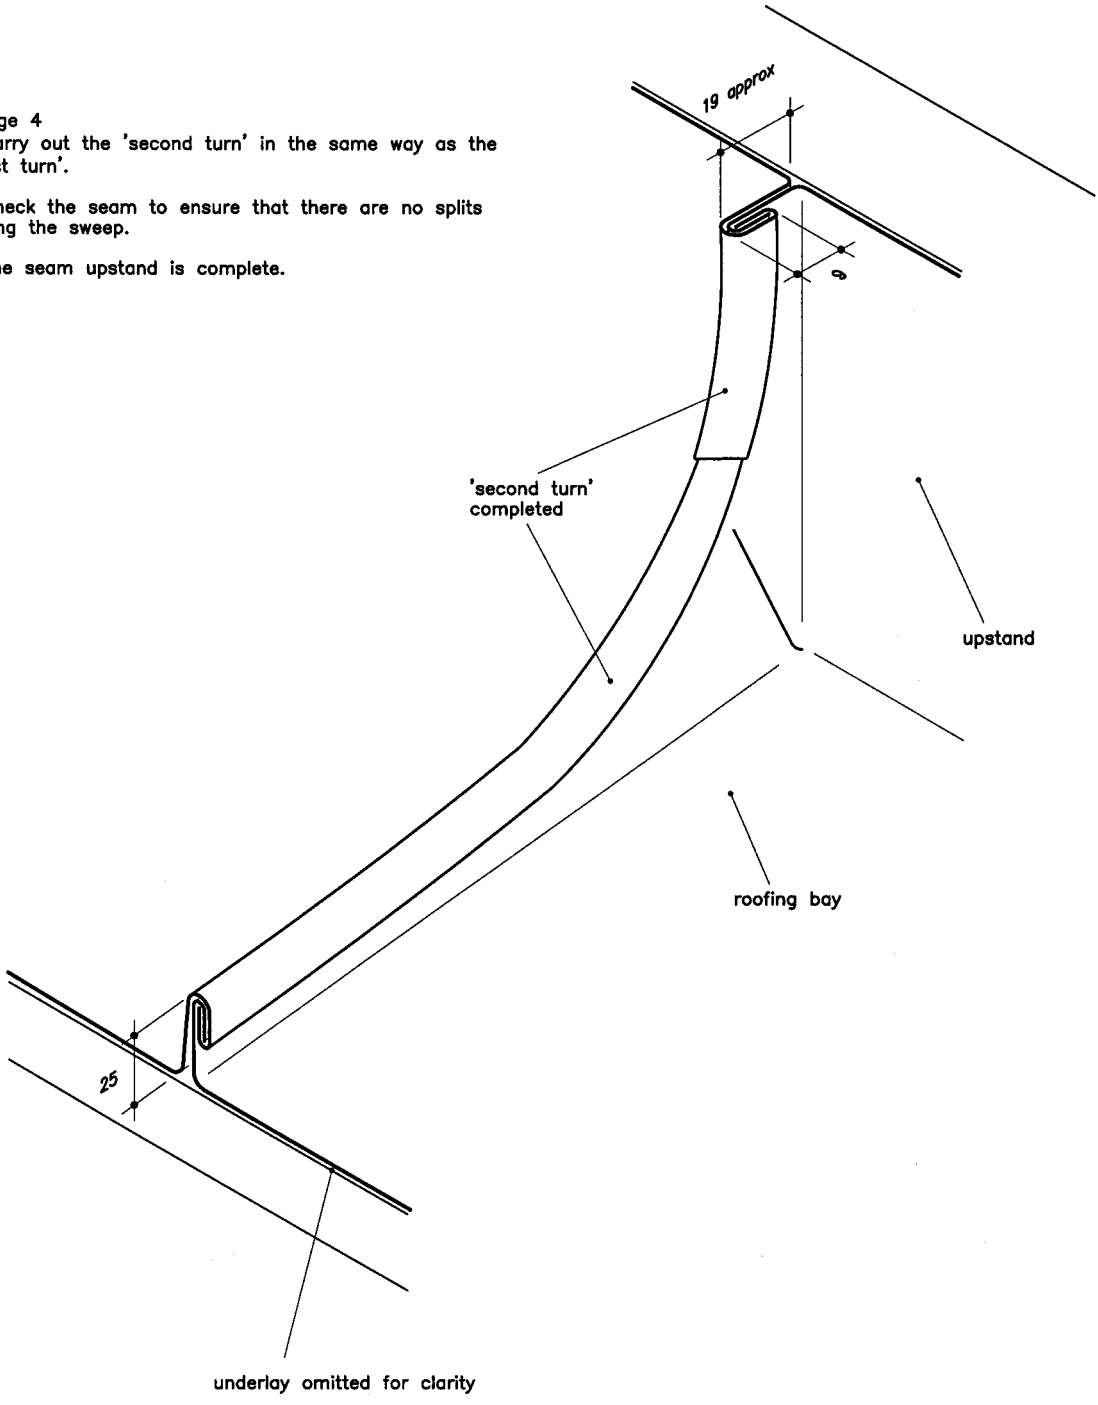 ge 4
arry out the 'second turn' in the same way as the
t turn'.
heck the seam to ensure that there are no splits
ng the sweep.
e seam upstand is complete.
19 approx
9
'second turn'
completed
upstand
roofing bay
25
underlay omitted for clarity